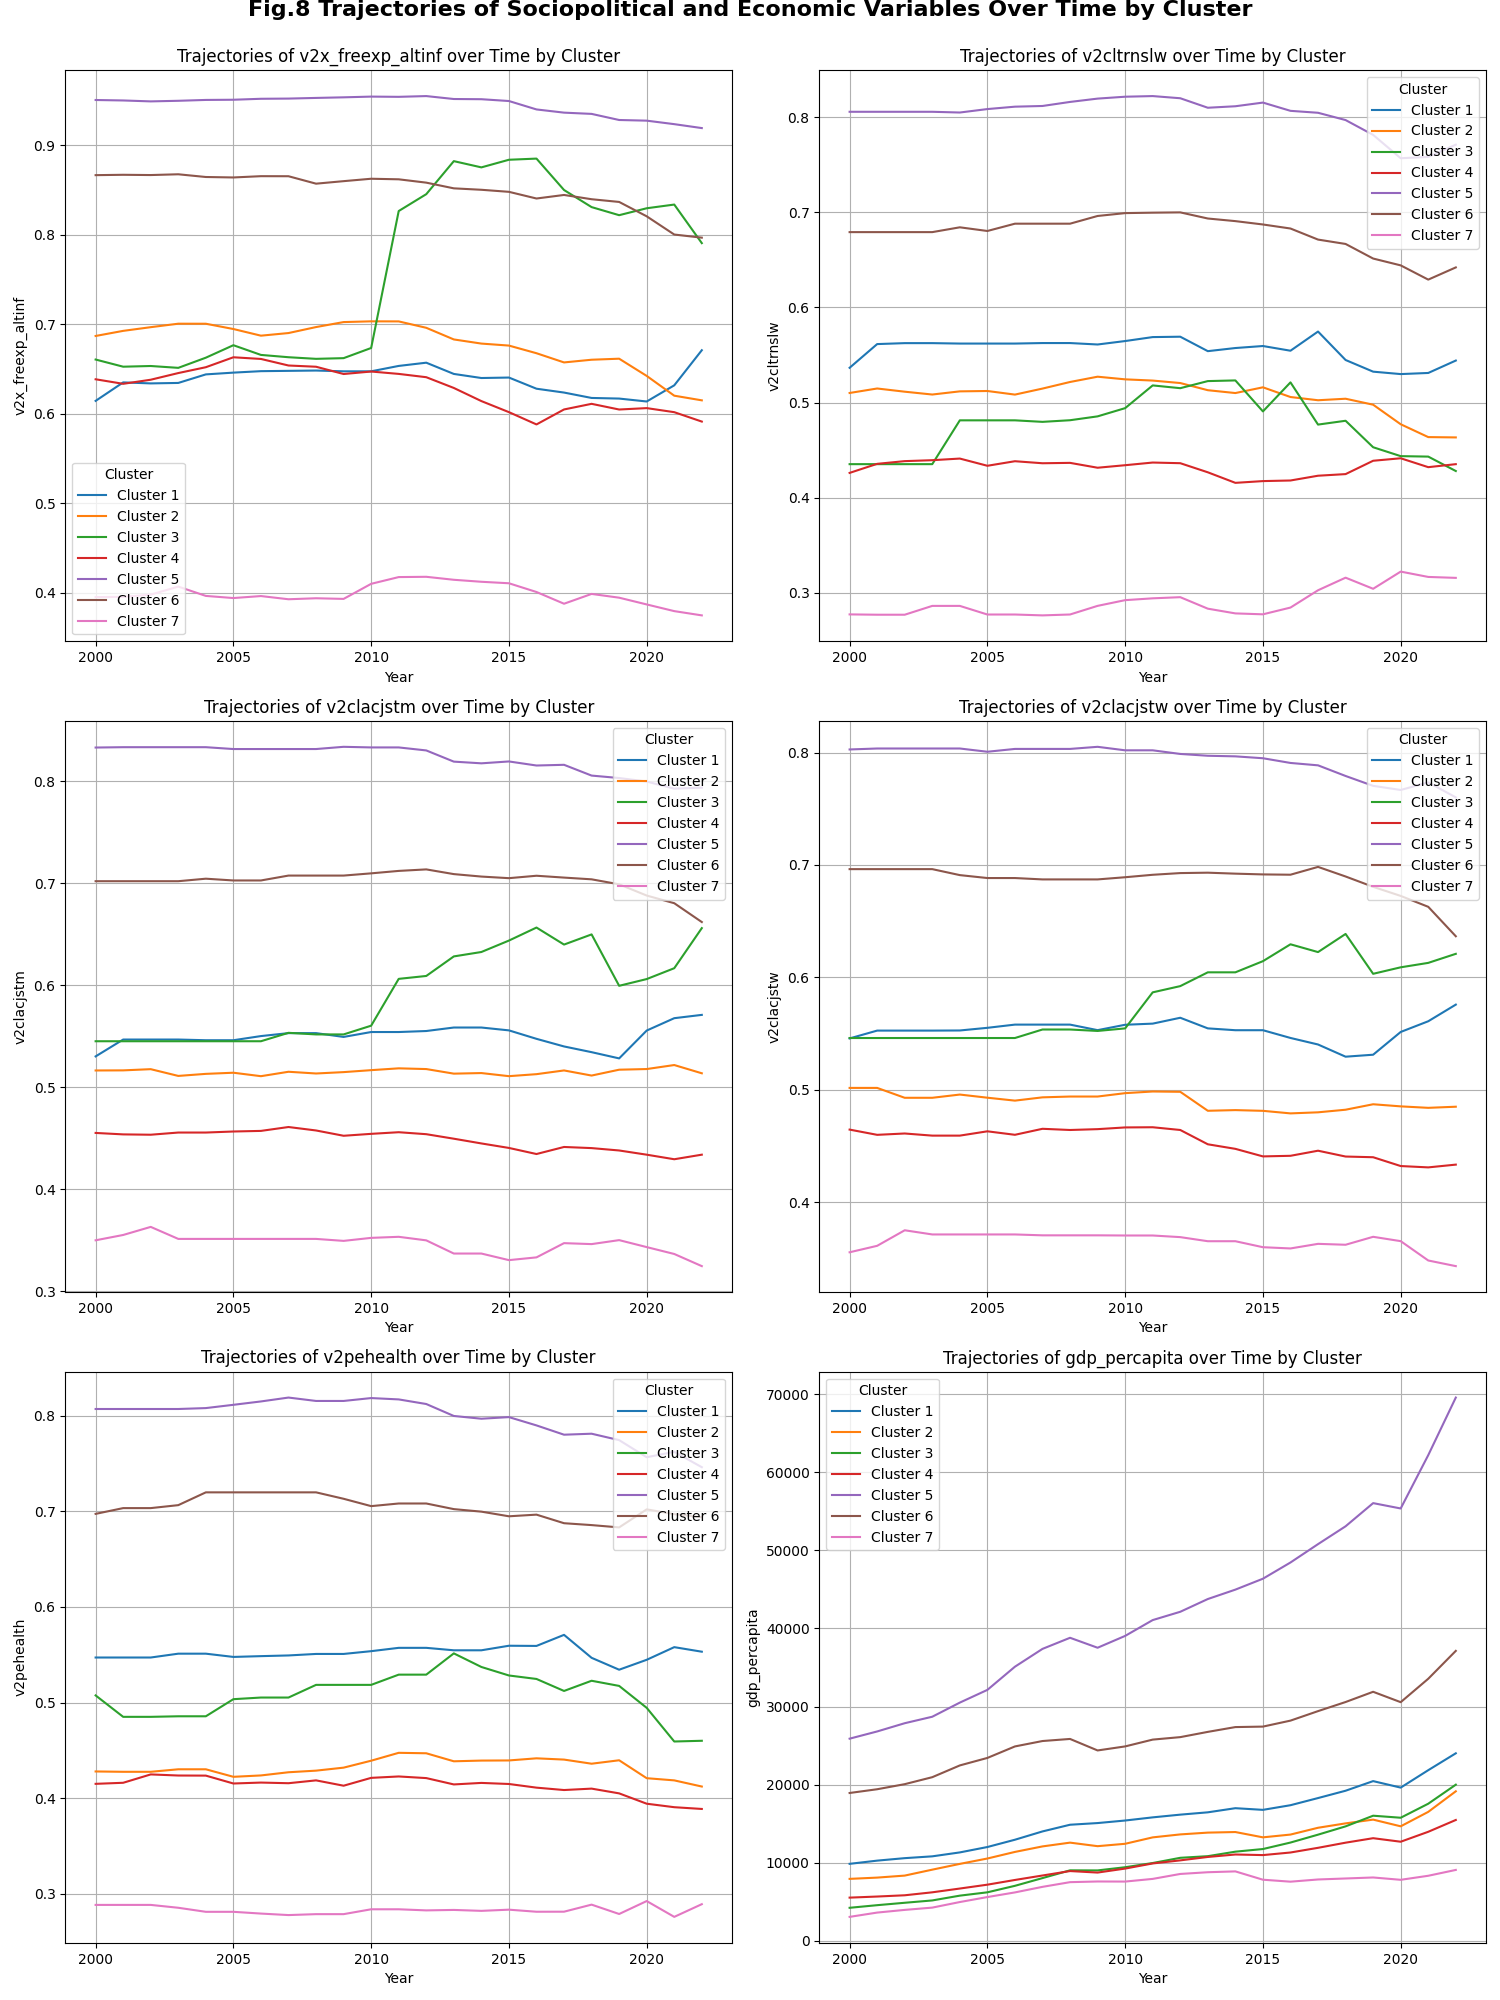 Fig.8 Trajectories of Sociopolitical and Economic Variables Over Time by Cluster
Trajectories of v2x_freexp_altinf over Time by Cluster
v2x_freexp_altinf
0.9
0.8
0.7
0.6
0.5
0.4
Cluster
Cluster 1
Cluster 2
Cluster 3
Cluster 4
Cluster 5
Cluster 6
Cluster 7
2000 2005 2010 2015 2020
Year
Trajectories of v2cltrnslw over Time by Cluster
v2cltrnslw
0.8
0.7
0.6
0.5
0.4
0.3
Cluster
Cluster 1
Cluster 2
Cluster 3
Cluster 4
Cluster 5
Cluster 6
Cluster 7
2000 2005 2010 2015 2020
Year
Trajectories of v2clacjstm over Time by Cluster
v2clacjstm
0.8
0.7
0.6
0.5
0.4
0.3
Cluster
Cluster 1
Cluster 2
Cluster 3
Cluster 4
Cluster 5
Cluster 6
Cluster 7
2000 2005 2010 2015 2020
Year
Trajectories of v2clacjstw over Time by Cluster
v2clacjstw
0.8
0.7
0.6
0.5
0.4
Cluster
Cluster 1
Cluster 2
Cluster 3
Cluster 4
Cluster 5
Cluster 6
Cluster 7
2000 2005 2010 2015 2020
Year
Trajectories of v2pehealth over Time by Cluster
v2pehealth
0.8
0.7
0.6
0.5
0.4
0.3
Cluster
Cluster 1
Cluster 2
Cluster 3
Cluster 4
Cluster 5
Cluster 6
Cluster 7
2000 2005 2010 2015 2020
Year
Trajectories of gdp_percapita over Time by Cluster
gdp_percapita
70000
60000
50000
40000
30000
20000
10000
0
Cluster
Cluster 1
Cluster 2
Cluster 3
Cluster 4
Cluster 5
Cluster 6
Cluster 7
2000 2005 2010 2015 2020
Year